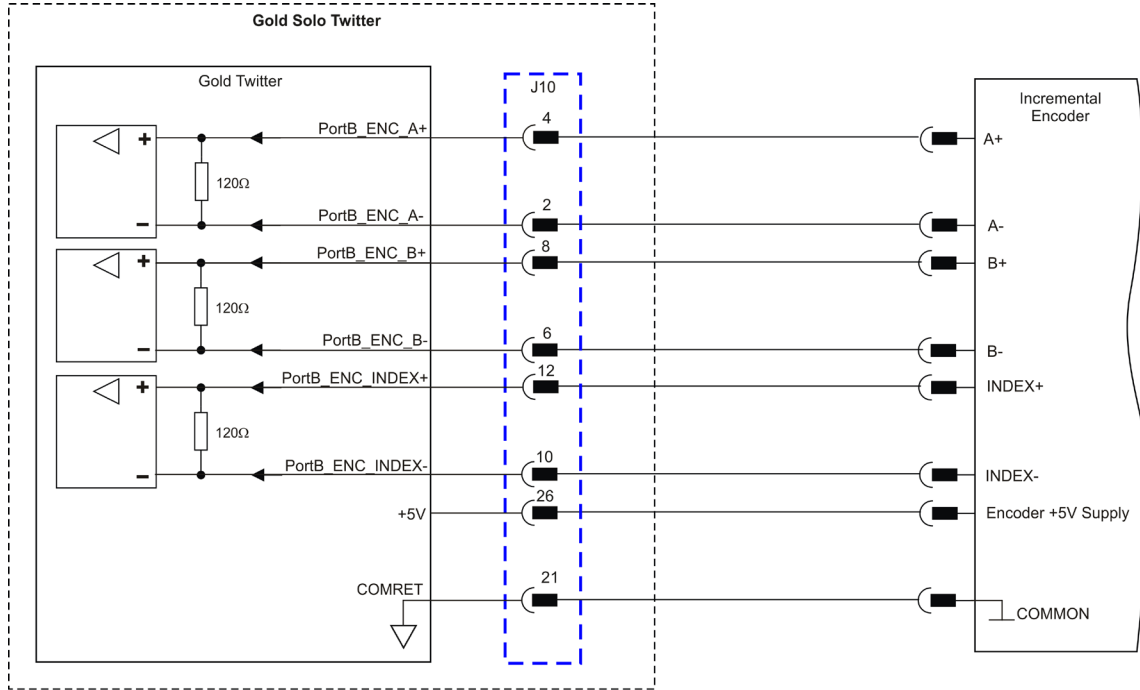 Gold Solo Twitter
Gold Twitter
J10
Incremental
Encoder
+
PortB_ENC_A+
4
A+
120Ω
−
PortB_ENC_A-
2
A-
+
PortB_ENC_B+
8
B+
120Ω
−
PortB_ENC_B-
6
B-
+
PortB_ENC_INDEX+
12
INDEX+
120Ω
−
PortB_ENC_INDEX-
10
INDEX-
+5V
26
Encoder +5V Supply
COMRET
21
COMMON